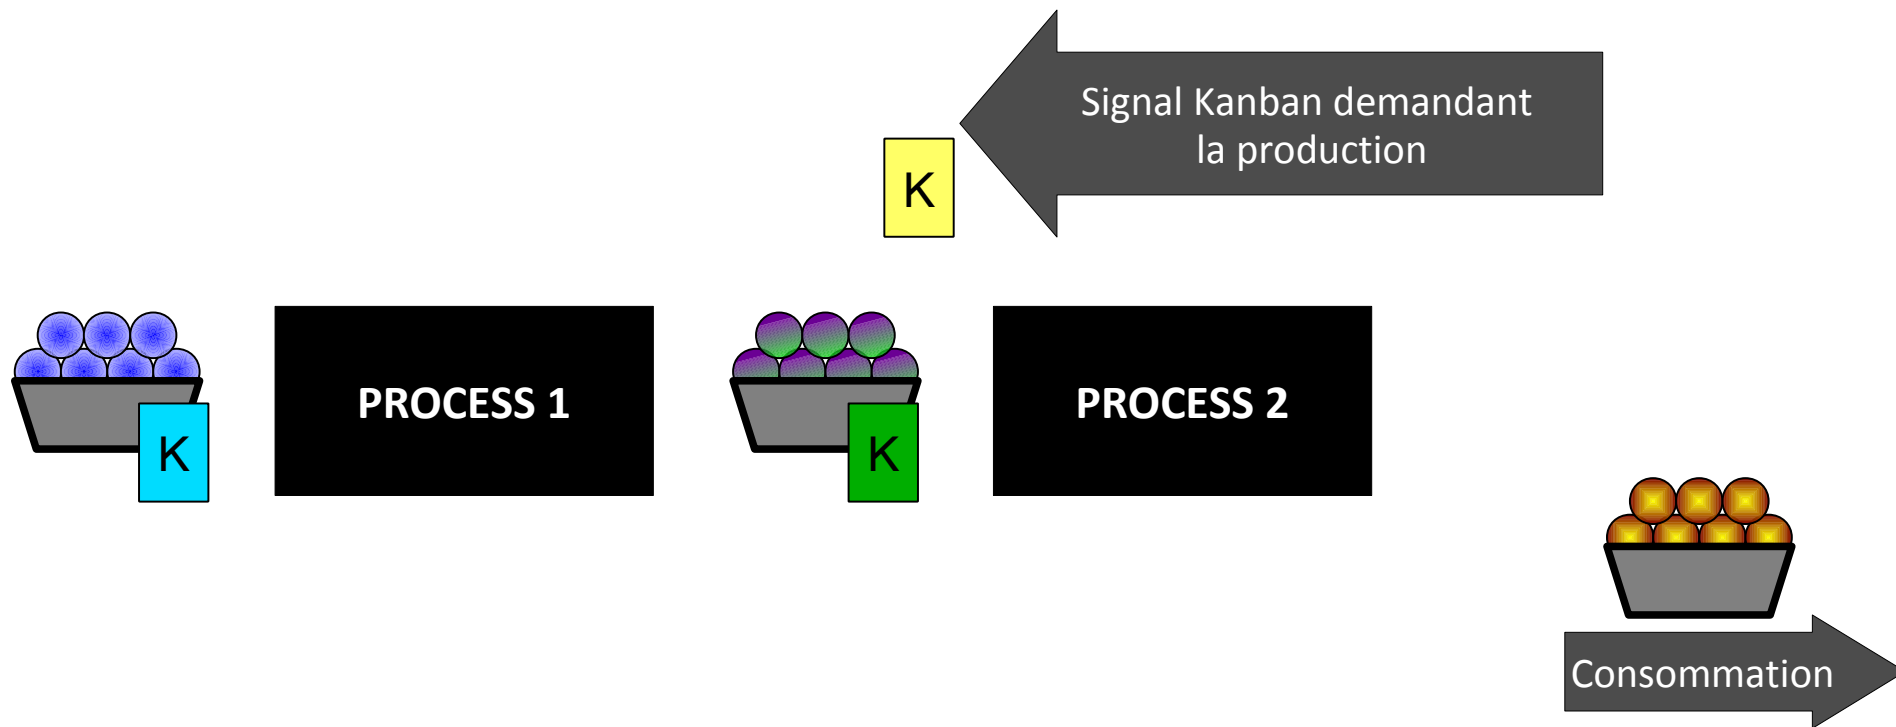 Signal Kanban demandant
la production
K
PROCESS 1
PROCESS 2
K
K
Consommation